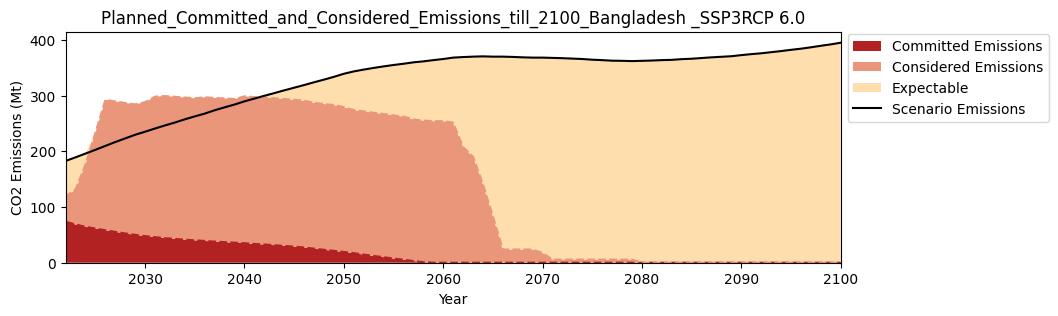 Planned_Committed_and_Considered_Emissions_till_2100_Bangladesh _SSP3RCP 6.0
400
300
200
100
0
CO2 Emissions (Mt)
2030
2040
2050
2060
2070
2080
2090
2100
Year
Committed Emissions
Considered Emissions
Expectable
Scenario Emissions